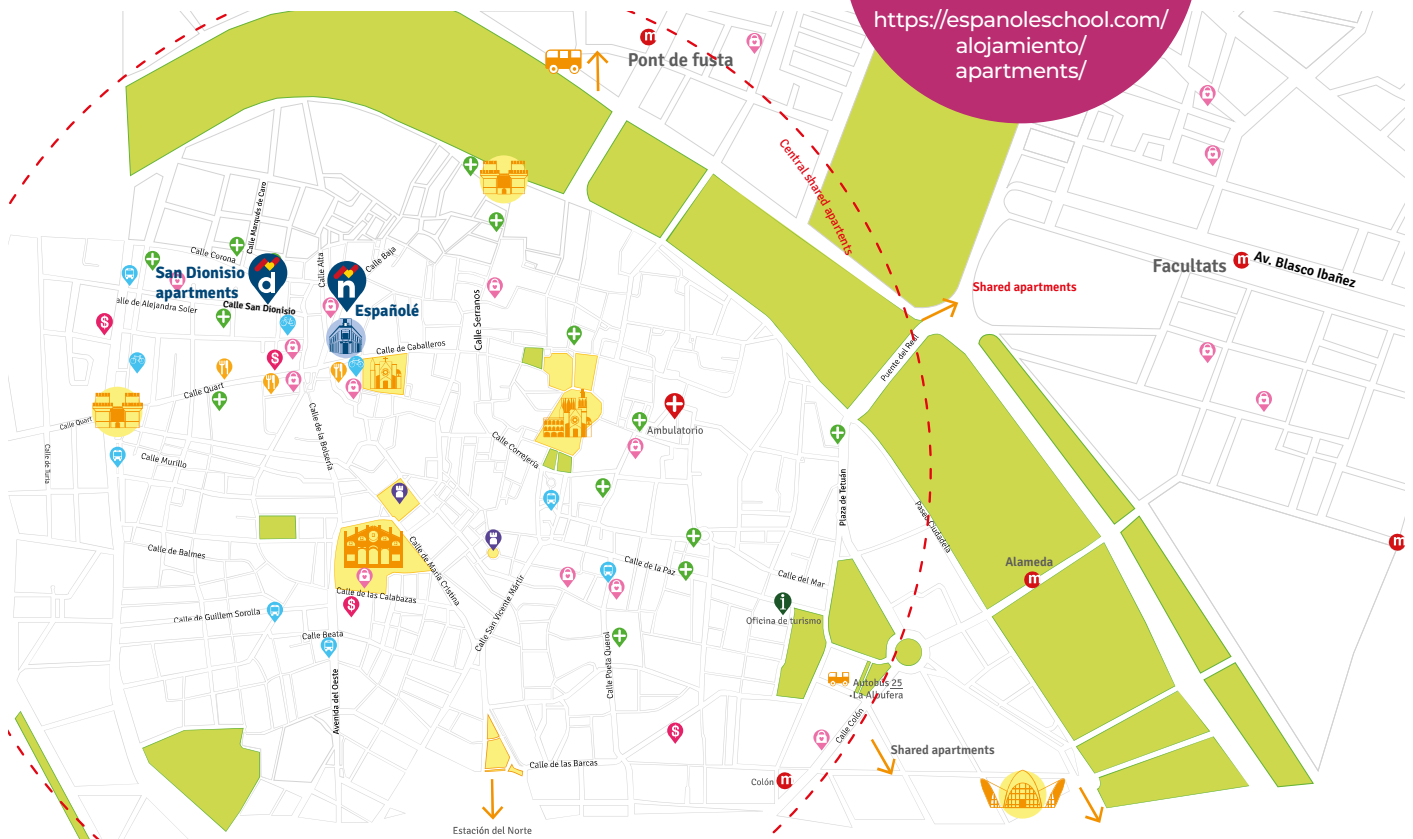 https://espanoleschool.com/
alojamiento/
apartments/
m
Pont de fusta
Central shared apartents
Calle Marqués de Caro
Calle Corona
Calle Alta
Calle Baja
San Dionisio
apartments
d
n
Españolé
Calle San Dionisio
alle de Alejandra Soler
Calle Serranos
Facultats
m
Av. Blasco Ibañez
Shared apartments
Puente del Real
$
$
Calle de Caballeros
Calle Quart
Calle Quart
Calle de Turia
Calle Murillo
Calle de la Bolsería
Calle Correjería
Ambulatorio
Plaza de Tetuán
Paseo Ciudadela
m
Alameda
m
Calle de Balmes
Calle de María Cristina
Calle de las Calabazas
$
Calle de Guillem Sorolla
Calle Beata
Avenida del Oeste
Calle San Vicente Mártir
Calle de la Paz
Calle Poeta Querol
Calle del Mar
i
Oficina de turismo
Autobús 25
-La Albufera
Calle Colón
$
Shared apartments
Calle de las Barcas
Colón
m
Estación del Norte